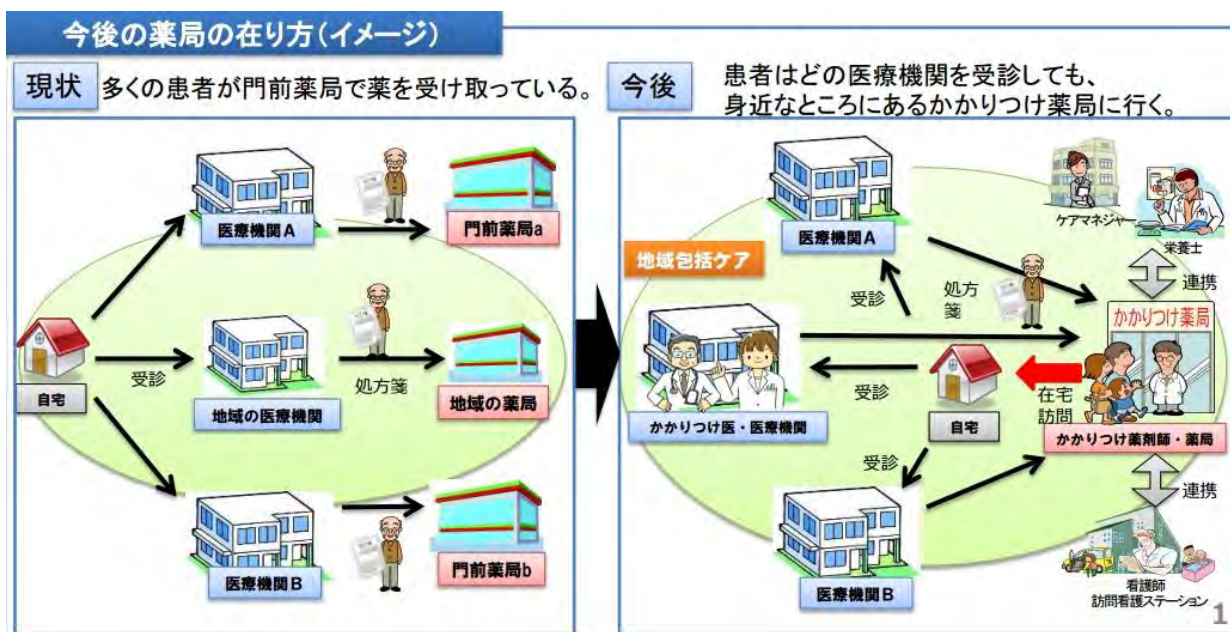 今後の薬局の在り方(イメージ)
現状
多くの患者が門前薬局で薬を受け取っている。
医療機関A
門前薬局a
自宅
受診
地域の医療機関
処方箋
地域の薬局
医療機関B
門前薬局b
今後
患者はどの医療機関を受診しても、
身近なところにあるかかりつけ薬局に行く。
ケアマネジャー
栄養士
医療機関A
地域包括ケア
連携
受診
処方
箋
かかりつけ薬局
受診
在宅
訪問
かかりつけ医・医療機関
自宅
かかりつけ薬剤師・薬局
受診
連携
医療機関B
看護師
訪問看護ステーション
1